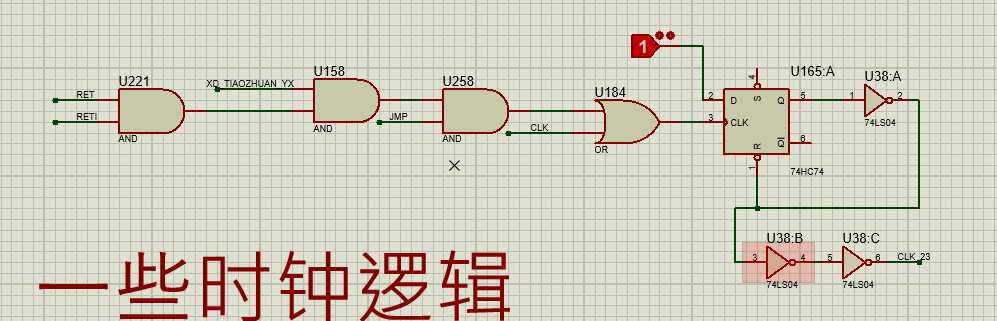 U221
RET
RETI
AND
XD_TIAOZHUAN_YX
U158
AND
JMP
U258
AND
CLK
U184
OR
1
U165:A
4
S
2
D
Q
5
3
CLK
R
Q
6
1
74HC74
U38:A
1
2
74LS04
U38:B
3
4
74LS04
U38:C
5
6
74LS04
CLK_23
一些时钟逻辑